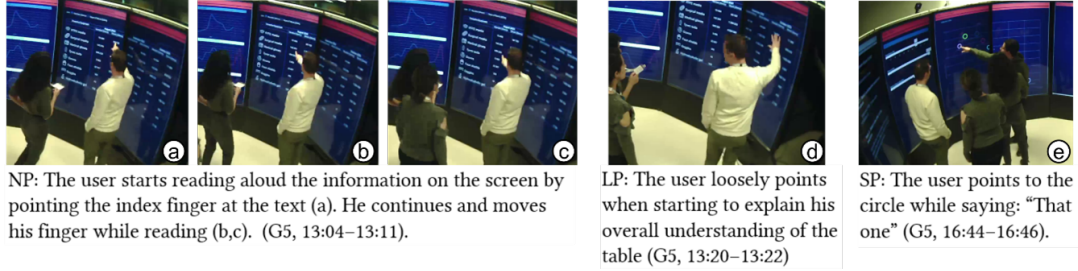 a
b
c
d
e
NP: The user starts reading aloud the information on the screen by
pointing the index finger at the text (a). He continues and moves
his finger while reading (b,c). (G5, 13:04–13:11).
LP: The user loosely points
when starting to explain his
overall understanding of the
table (G5, 13:20–13:22)
SP: The user points to the
circle while saying: “That
one” (G5, 16:44–16:46).